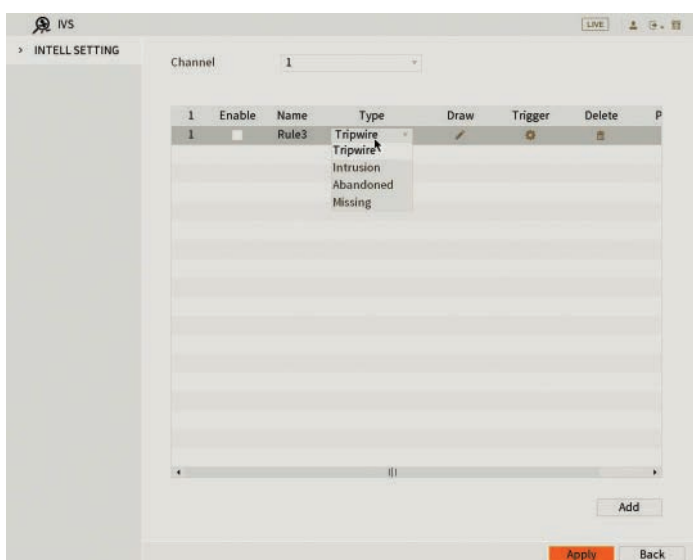 IVS
LIVE
INTELL SETTING
Channel 1
1 Enable Name Type Draw Trigger Delete P
1 Rule3 Tripwire
Tripwire
Intrusion
Abandoned
Missing
Add
Apply Back